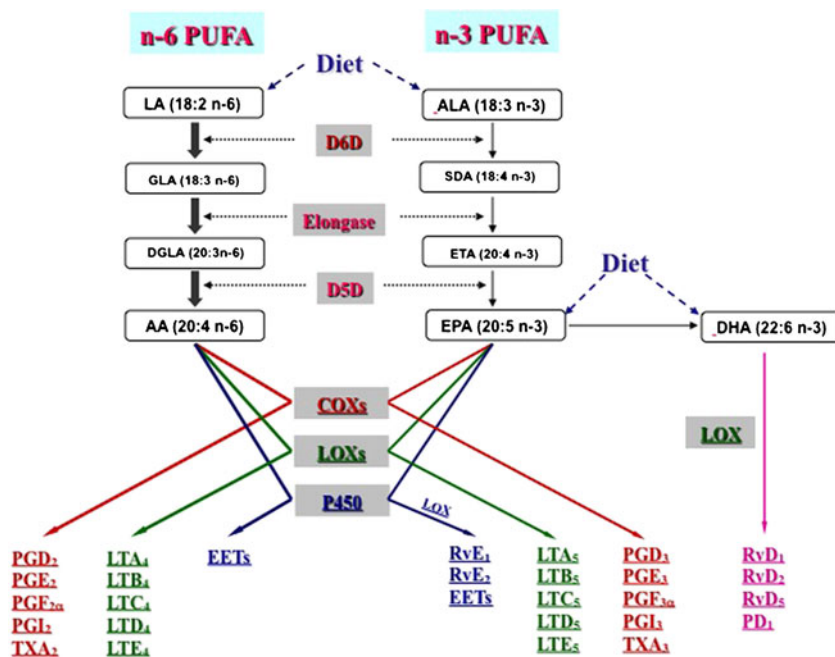 n-6 PUFA
n-3 PUFA
Diet
LA (18:2 n-6)
ALA (18:3 n-3)
D6D
GLA (18:3 n-6)
SDA (18:4 n-3)
Elongase
DGLA (20:3n-6)
ETA (20:4 n-3)
Diet
D5D
AA (20:4 n-6)
EPA (20:5 n-3)
DHA (22:6 n-3)
COXs
LOX
LOXs
P450
LOX
PGD₂
PGE₂
PGF₂α
PGI₂
TXA₂
LTA₄
LTB₄
LTC₄
LTD₄
LTE₄
EETs
RvE₁
RvE₂
EETs
LTA₅
LTB₅
LTC₅
LTD₅
LTE₅
PGD₃
PGE₃
PGF₃α
PGI₃
TXA₃
RvD₁
RvD₂
RvD₅
PD₁